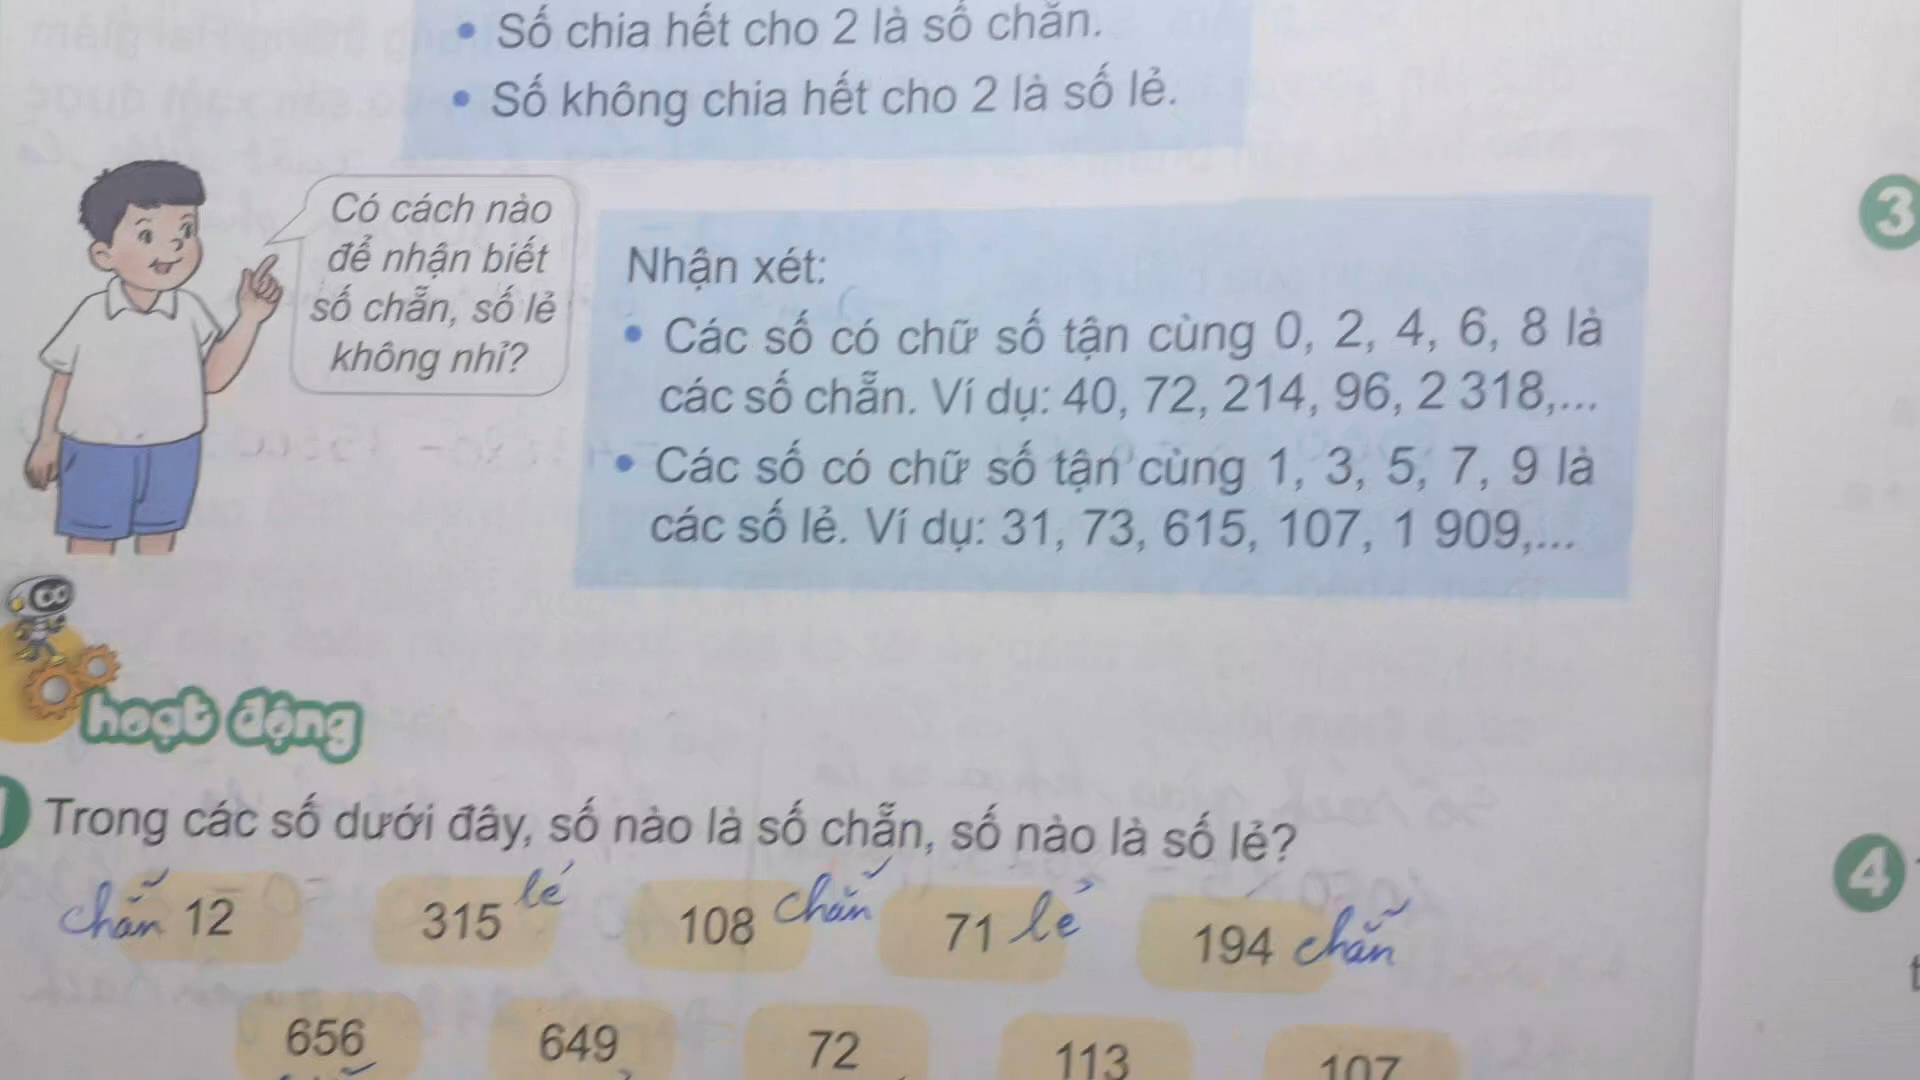 • Số chia hết cho 2 là số chẵn.
• Số không chia hết cho 2 là số lẻ.
Có cách nào
để nhận biết
số chẵn, số lẻ
không nhỉ?
Nhận xét:
• Các số có chữ số tận cùng 0, 2, 4, 6, 8 là
các số chẵn. Ví dụ: 40, 72, 214, 96, 2 318,...
• Các số có chữ số tận cùng 1, 3, 5, 7, 9 là
các số lẻ. Ví dụ: 31, 73, 615, 107, 1 909,...
hoạt động
Trong các số dưới đây, số nào là số chẵn, số nào là số lẻ?
chẵn 12 315 lẻ 108 chẵn 71 lẻ 194 chẵn
656 649 72 113 107
3
4